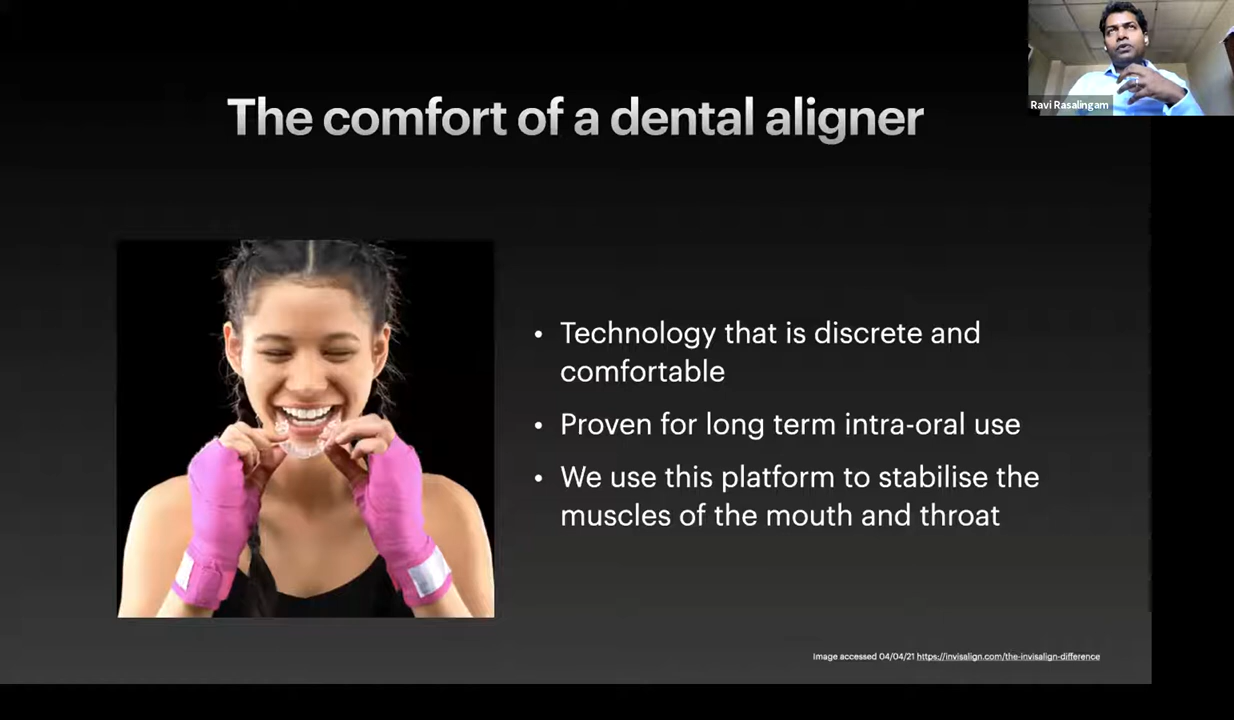 Ravi Rasalingam
The comfort of a dental aligner
• Technology that is discrete and
comfortable
• Proven for long term intra-oral use
• We use this platform to stabilise the
muscles of the mouth and throat
Image accessed 04/04/21 https://invisalign.com/the-invisalign-difference